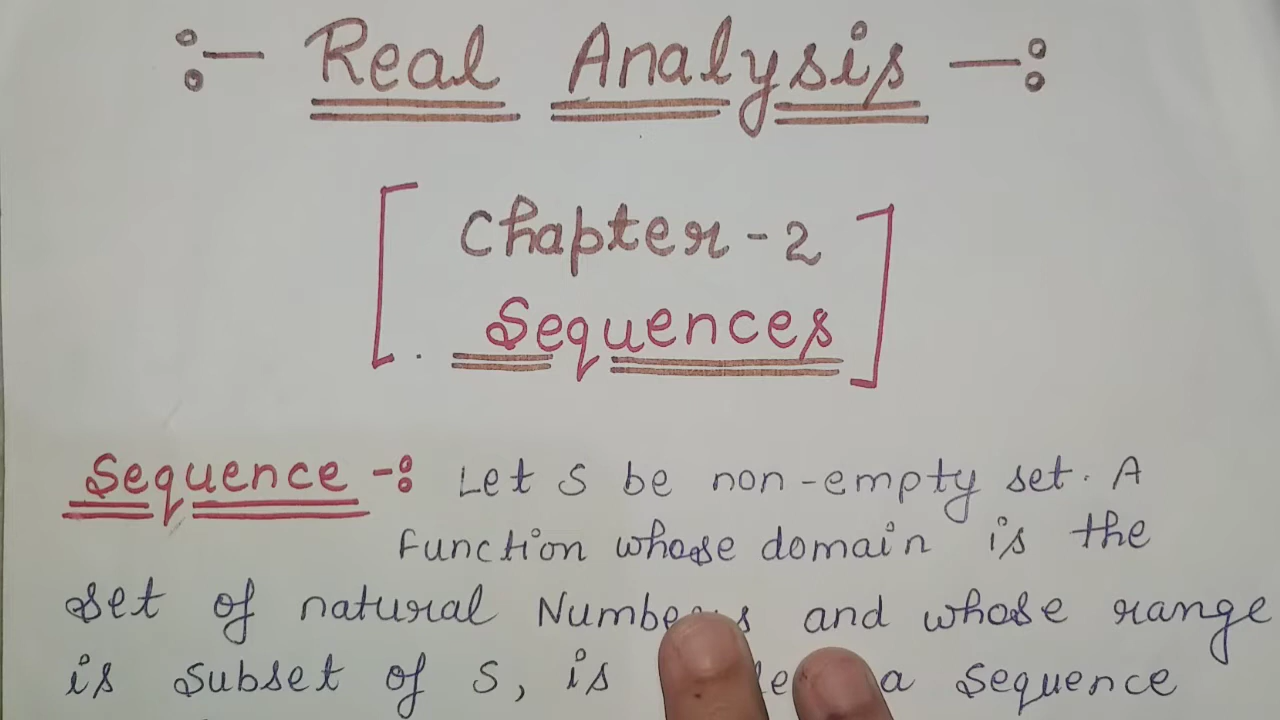 :— Real Analysis —:
[ Chapter-2
Sequences ]
Sequence -: Let S be non-empty set. A
function whose domain is the
set of natural Numbers and whose range
is subset of S, is a sequence